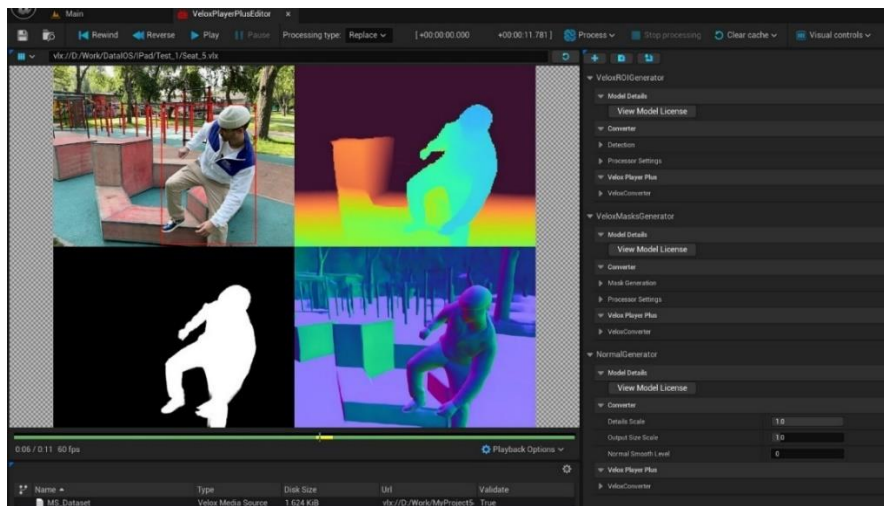 Main
VeloxPlayerPlusEditor
Rewind Reverse Play Pause Processing type: Replace [+00:00:00.000 +00:00:11.781] Process Stop processing Clear cache Visual controls
vlx://D:/Work/DataIOS/IPad/Test_1/Seat_5.vlx
VeloxROIGenerator
Model Details
View Model License
Converter
Detection
Processor Settings
Velox Player Plus
VeloxConverter
VeloxMasksGenerator
Model Details
View Model License
Converter
Mask Generation
Processor Settings
Velox Player Plus
VeloxConverter
NormalGenerator
Model Details
View Model License
Converter
Details Scale 1.0
Output Size Scale 1.0
Normal Smooth Level 0
Velox Player Plus
VeloxConverter
0:06 / 0:11 60 fps
Playback Options
Name Type Disk Size Url Validate
MS_Dataset Velox Media Source 1.624 KiB vlx://D:/Work/MyProject5 True